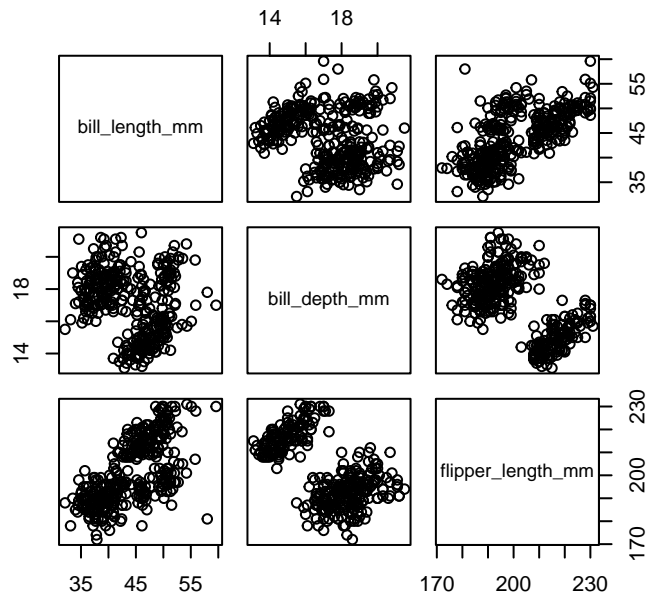 14 18
bill_length_mm
35 45 55
14 18
bill_depth_mm
flipper_length_mm
170 200 230
35 45 55
170 200 230